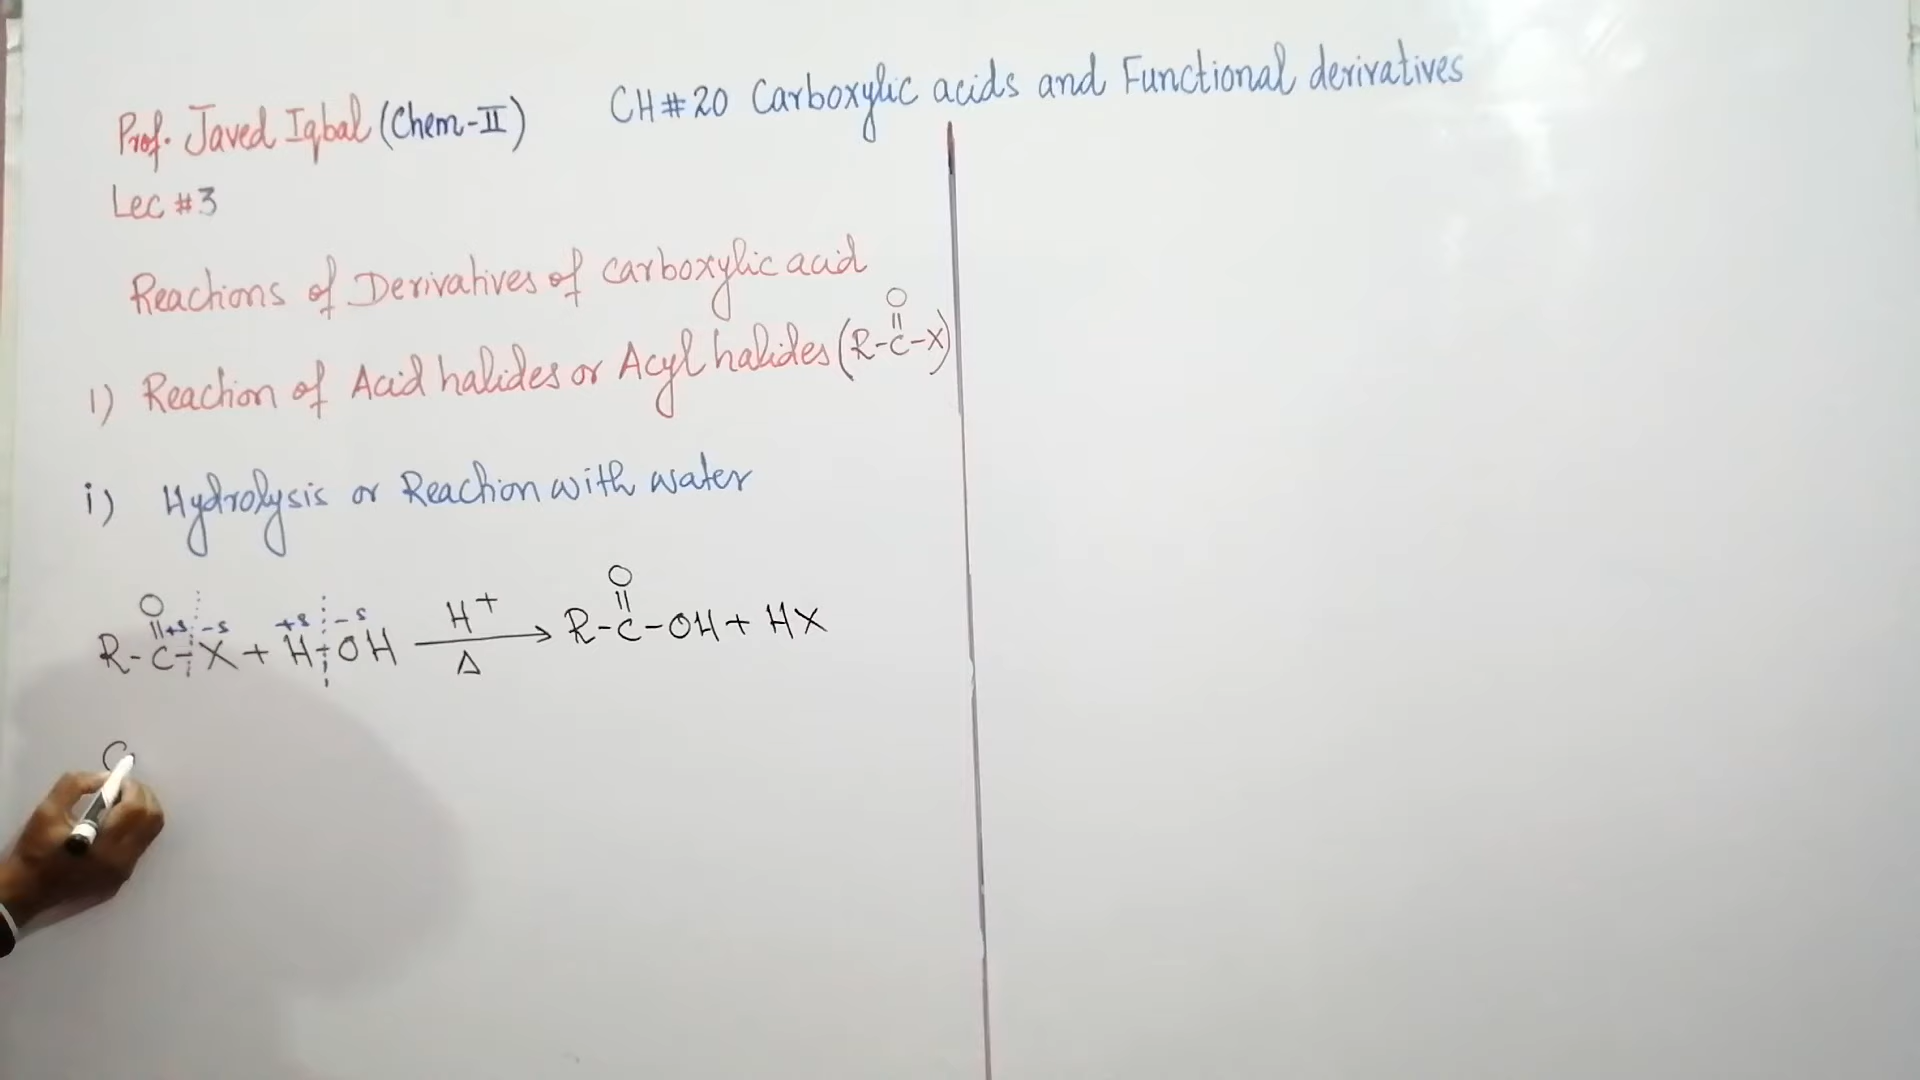 Prof. Javed Iqbal (Chem-II) CH#20 Carboxylic acids and Functional derivatives
Lec #3
Reactions of Derivatives of carboxylic acid
O
||
1) Reaction of Acid halides or Acyl halides (R-C-X)
i) Hydrolysis or Reaction with water
O H+ O
|| +δ -δ +δ -δ ||
R-C-X + H-OH → R-C-OH + HX
Δ
C